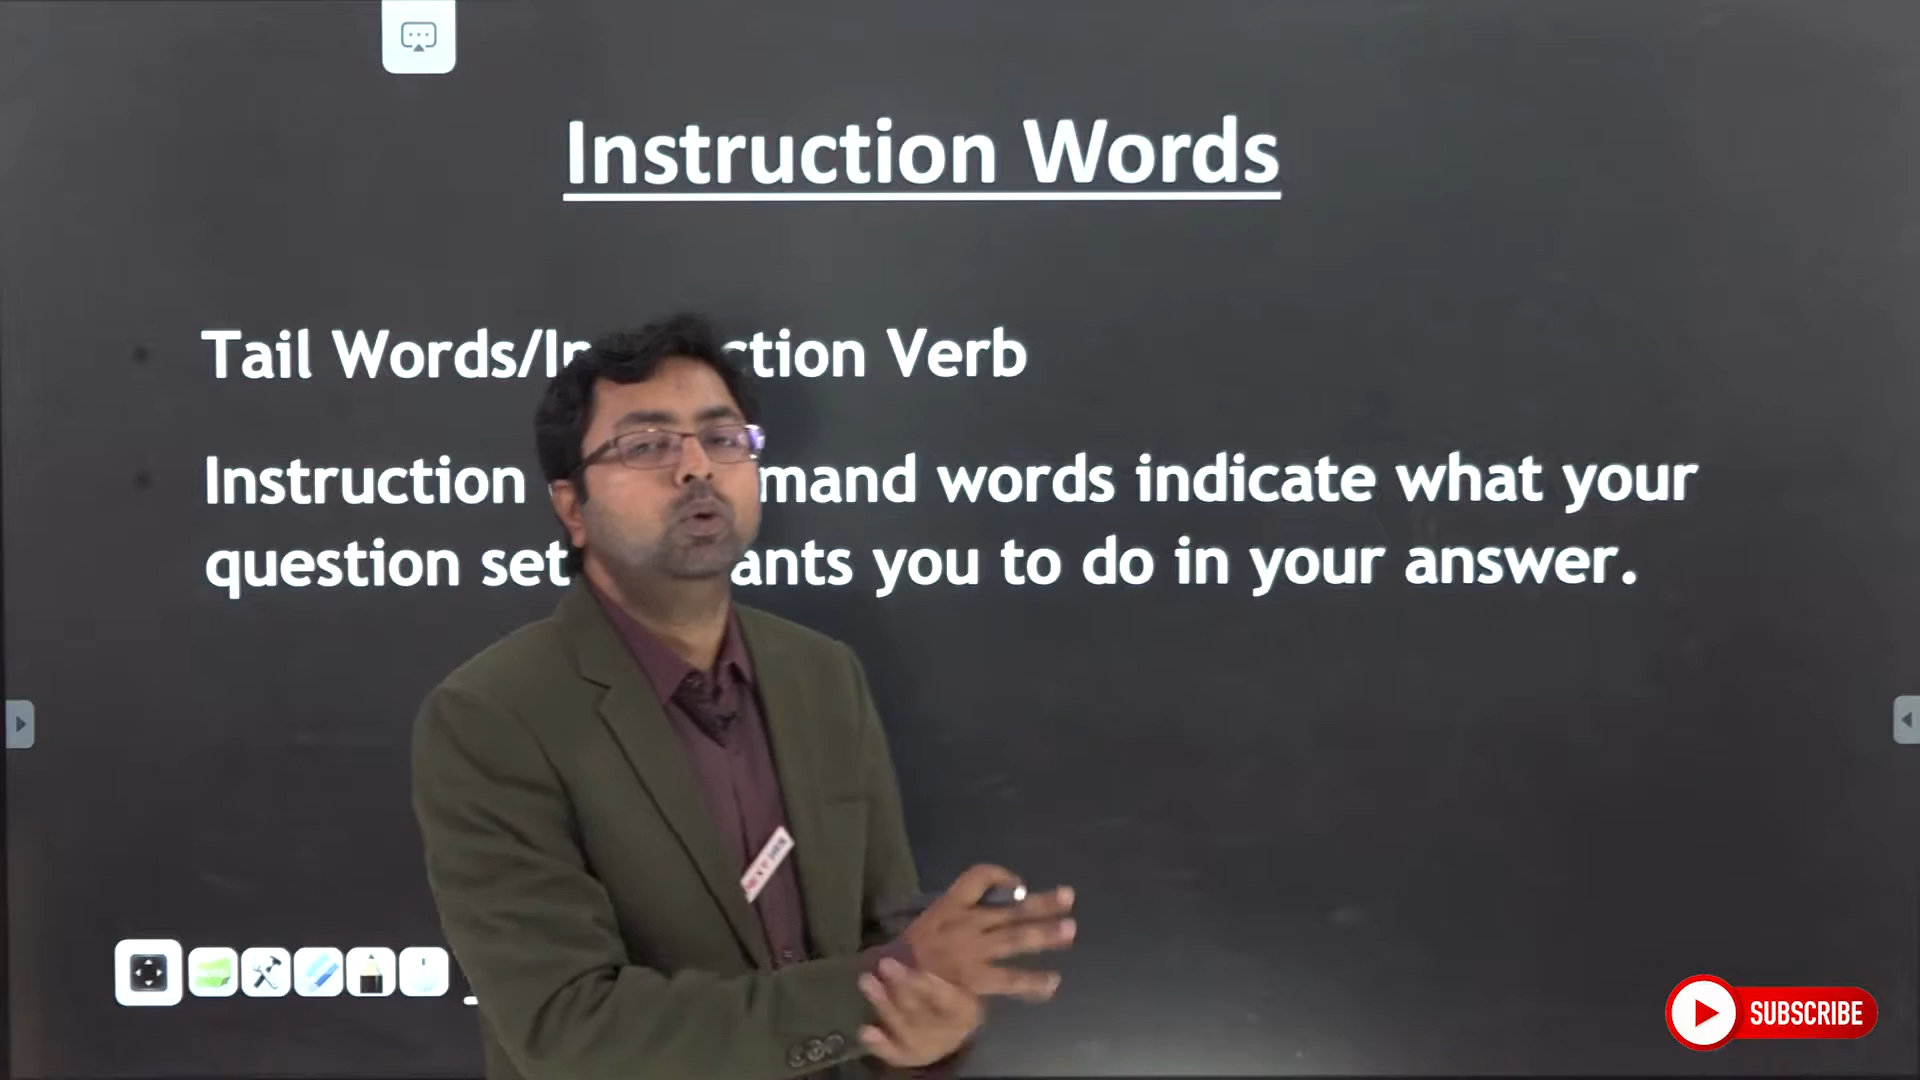 Instruction Words
Tail Words/In ction Verb
Instruction mand words indicate what your
question set ants you to do in your answer.
SUBSCRIBE